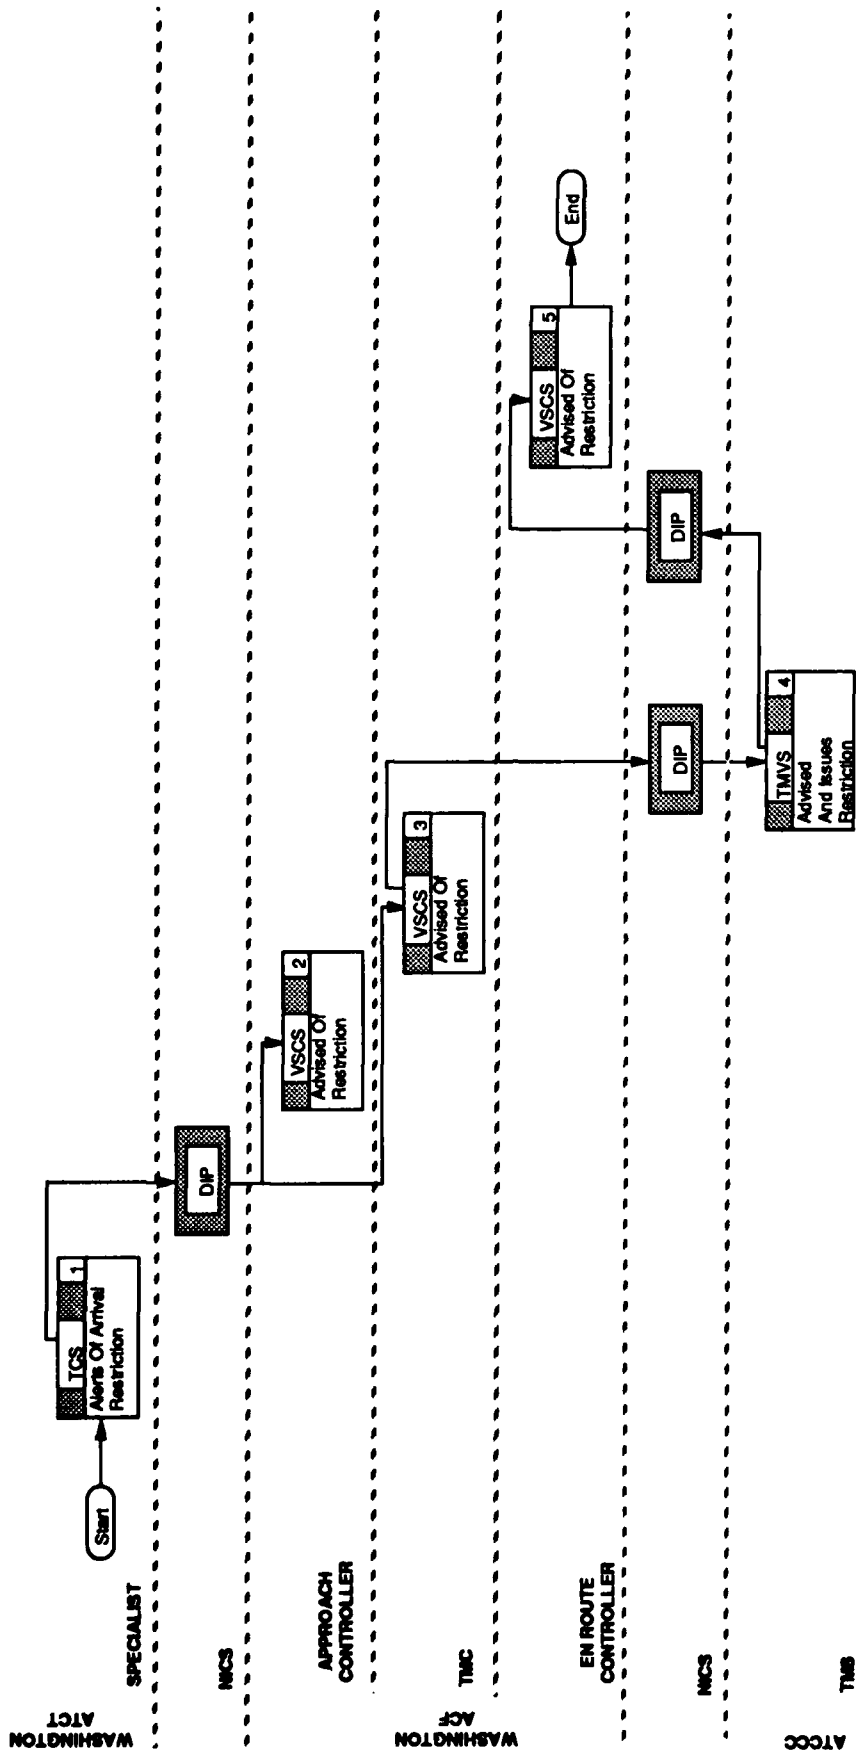 WASHINGTON
ATCT
SPECIALIST
Start
TCS 1
Alerts Of Arrival
Restriction
NICS
DIP
APPROACH
CONTROLLER
VSCS 2
Advised Of
Restriction
WASHINGTON
ACF
TMC
VSCS 3
Advised Of
Restriction
EN ROUTE
CONTROLLER
VSCS 5
Advised Of
Restriction
End
NICS
DIP
DIP
ATCCC
TMS
TMVS 4
Advised
And Issues
Restriction